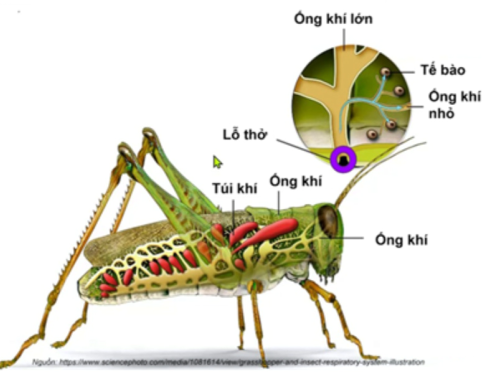 Ống khí lớn
Tế bào
Ống khí
nhỏ
Lỗ thở
Túi khí
Ống khí
Ống khí
Nguồn: https://www.sciencephoto.com/media/1081614/view/grasshopper-and-insect-respiratory-system-illustration